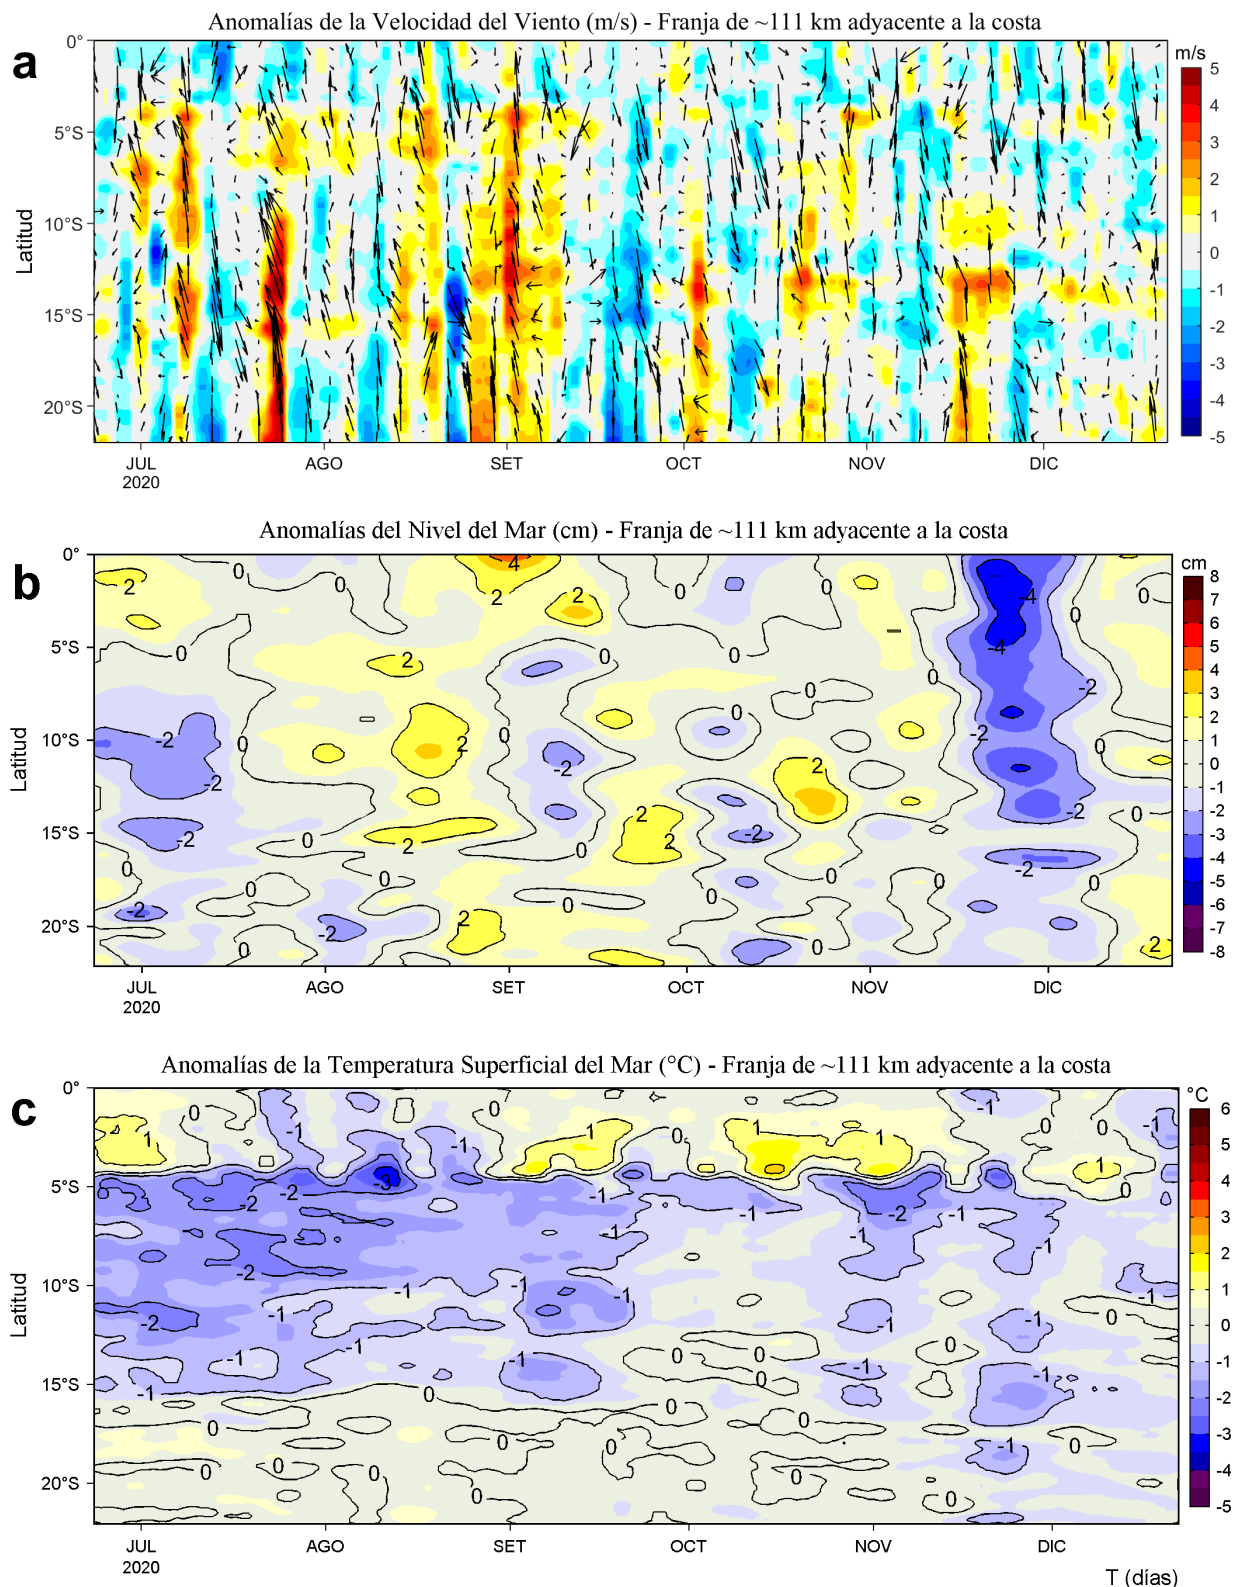 Anomalías de la Velocidad del Viento (m/s) - Franja de ~111 km adyacente a la costa
a
m/s
0°
5°S
10°S
15°S
20°S
Latitud
5
4
3
2
1
0
-1
-2
-3
-4
-5
JUL AGO SET OCT NOV DIC
2020
Anomalías del Nivel del Mar (cm) - Franja de ~111 km adyacente a la costa
b
cm
0°
5°S
10°S
15°S
20°S
Latitud
8
7
6
5
4
3
2
1
0
-1
-2
-3
-4
-5
-6
-7
-8
JUL AGO SET OCT NOV DIC
2020
Anomalías de la Temperatura Superficial del Mar (°C) - Franja de ~111 km adyacente a la costa
c
°C
0°
5°S
10°S
15°S
20°S
Latitud
6
5
4
3
2
1
0
-1
-2
-3
-4
-5
JUL AGO SET OCT NOV DIC
2020
T (días)